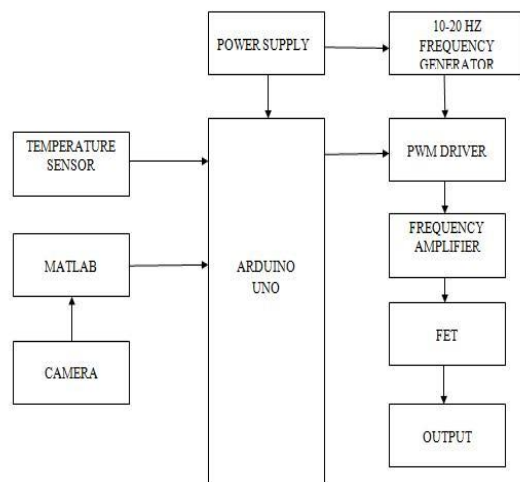 POWER SUPPLY
10-20 HZ
FREQUENCY
GENERATOR
TEMPERATURE
SENSOR
PWM DRIVER
FREQUENCY
AMPLIFIER
MATLAB
ARDUINO
UNO
FET
CAMERA
OUTPUT